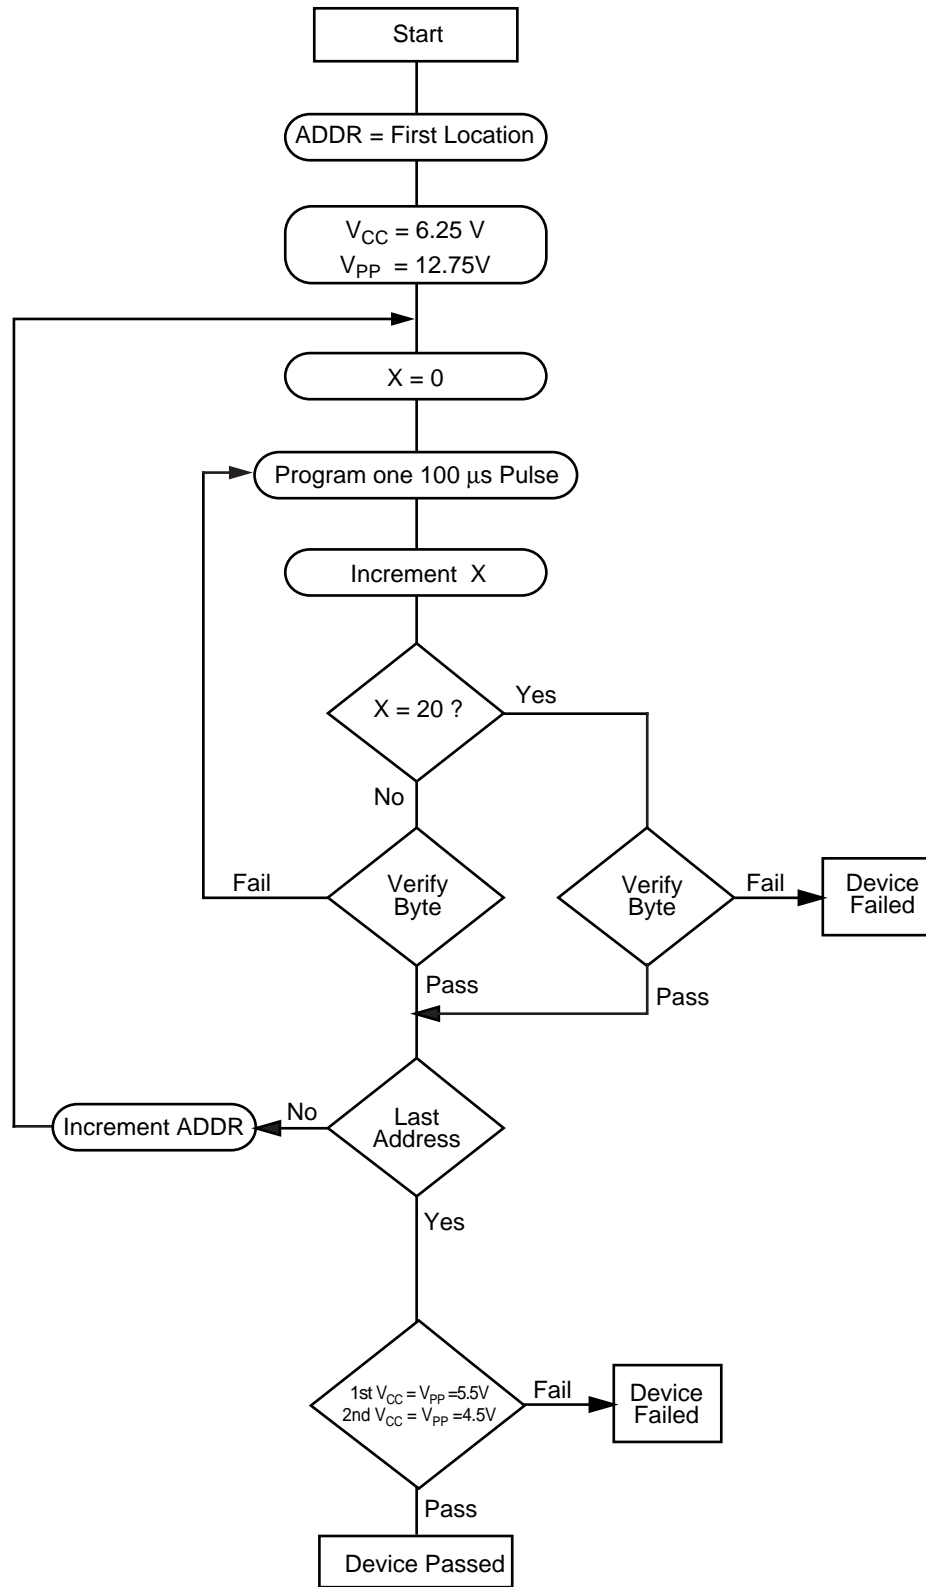 Start
ADDR = First Location
VCC = 6.25 V
VPP = 12.75V
X = 0
Program one 100 μs Pulse
Increment X
X = 20 ?
Yes
No
Verify
Byte
Fail
Pass
Verify
Byte
Fail
Device
Failed
Pass
Last
Address
No
Increment ADDR
Yes
1st VCC = VPP =5.5V
2nd VCC = VPP =4.5V
Fail
Device
Failed
Pass
Device Passed